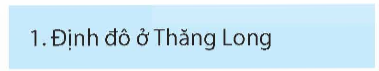 1. Định đô ở Thăng Long